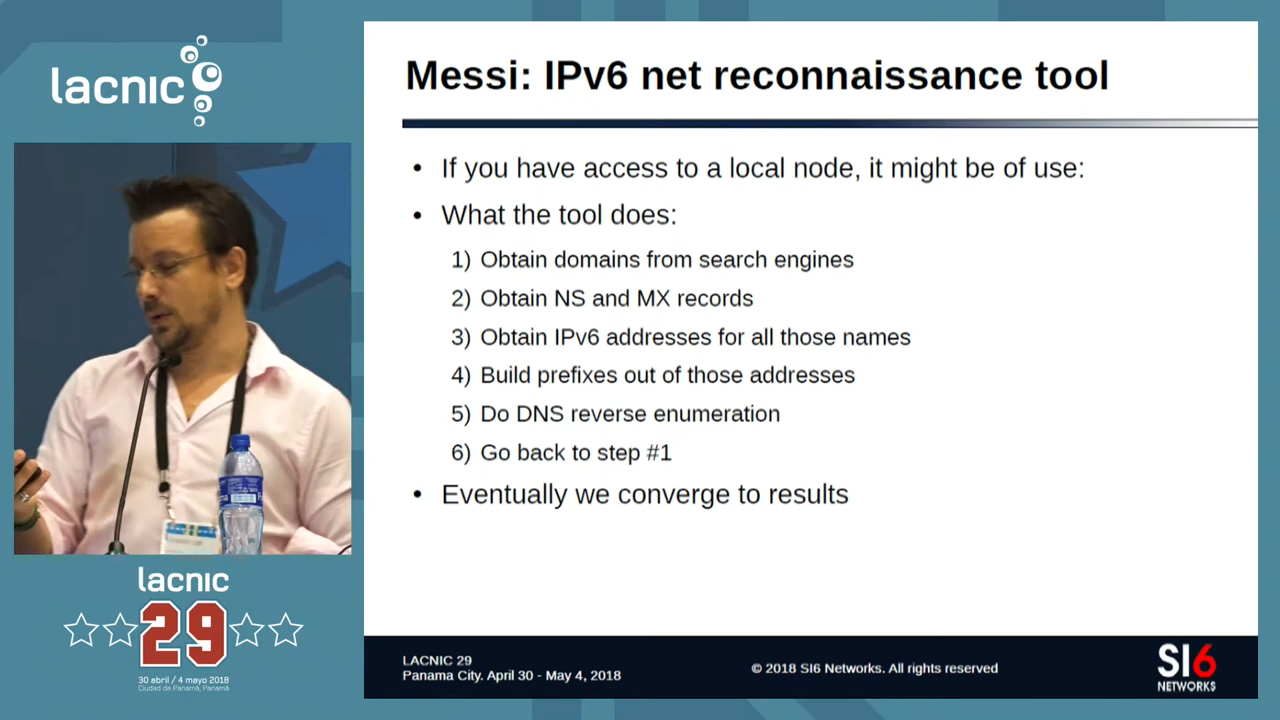 lacnic
Messi: IPv6 net reconnaissance tool
• If you have access to a local node, it might be of use:
• What the tool does:
1) Obtain domains from search engines
2) Obtain NS and MX records
3) Obtain IPv6 addresses for all those names
4) Build prefixes out of those addresses
5) Do DNS reverse enumeration
6) Go back to step #1
• Eventually we converge to results
lacnic
29
30 abril / 4 mayo 2018
Ciudad de Panamá, Panamá
LACNIC 29
Panama City. April 30 - May 4, 2018
© 2018 SI6 Networks. All rights reserved
SI6
NETWORKS